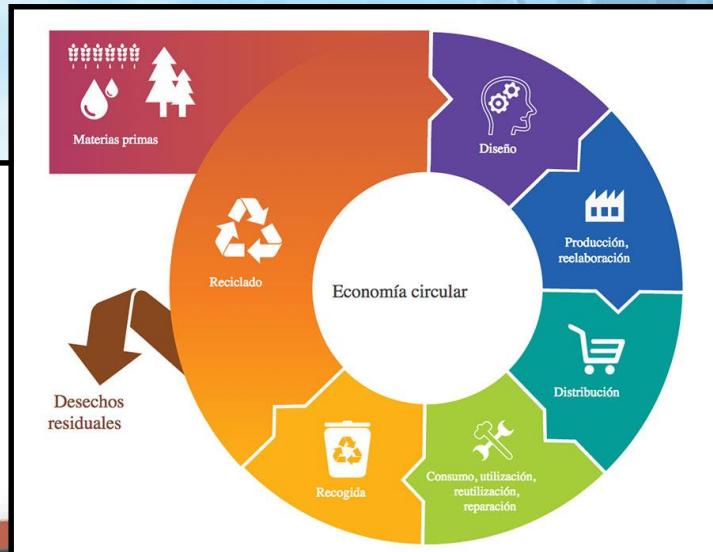 Materias primas
Diseño
Producción,
reelaboración
Distribución
Consumo, utilización,
reutilización,
reparación
Recogida
Reciclado
Desechos
residuales
Economía circular